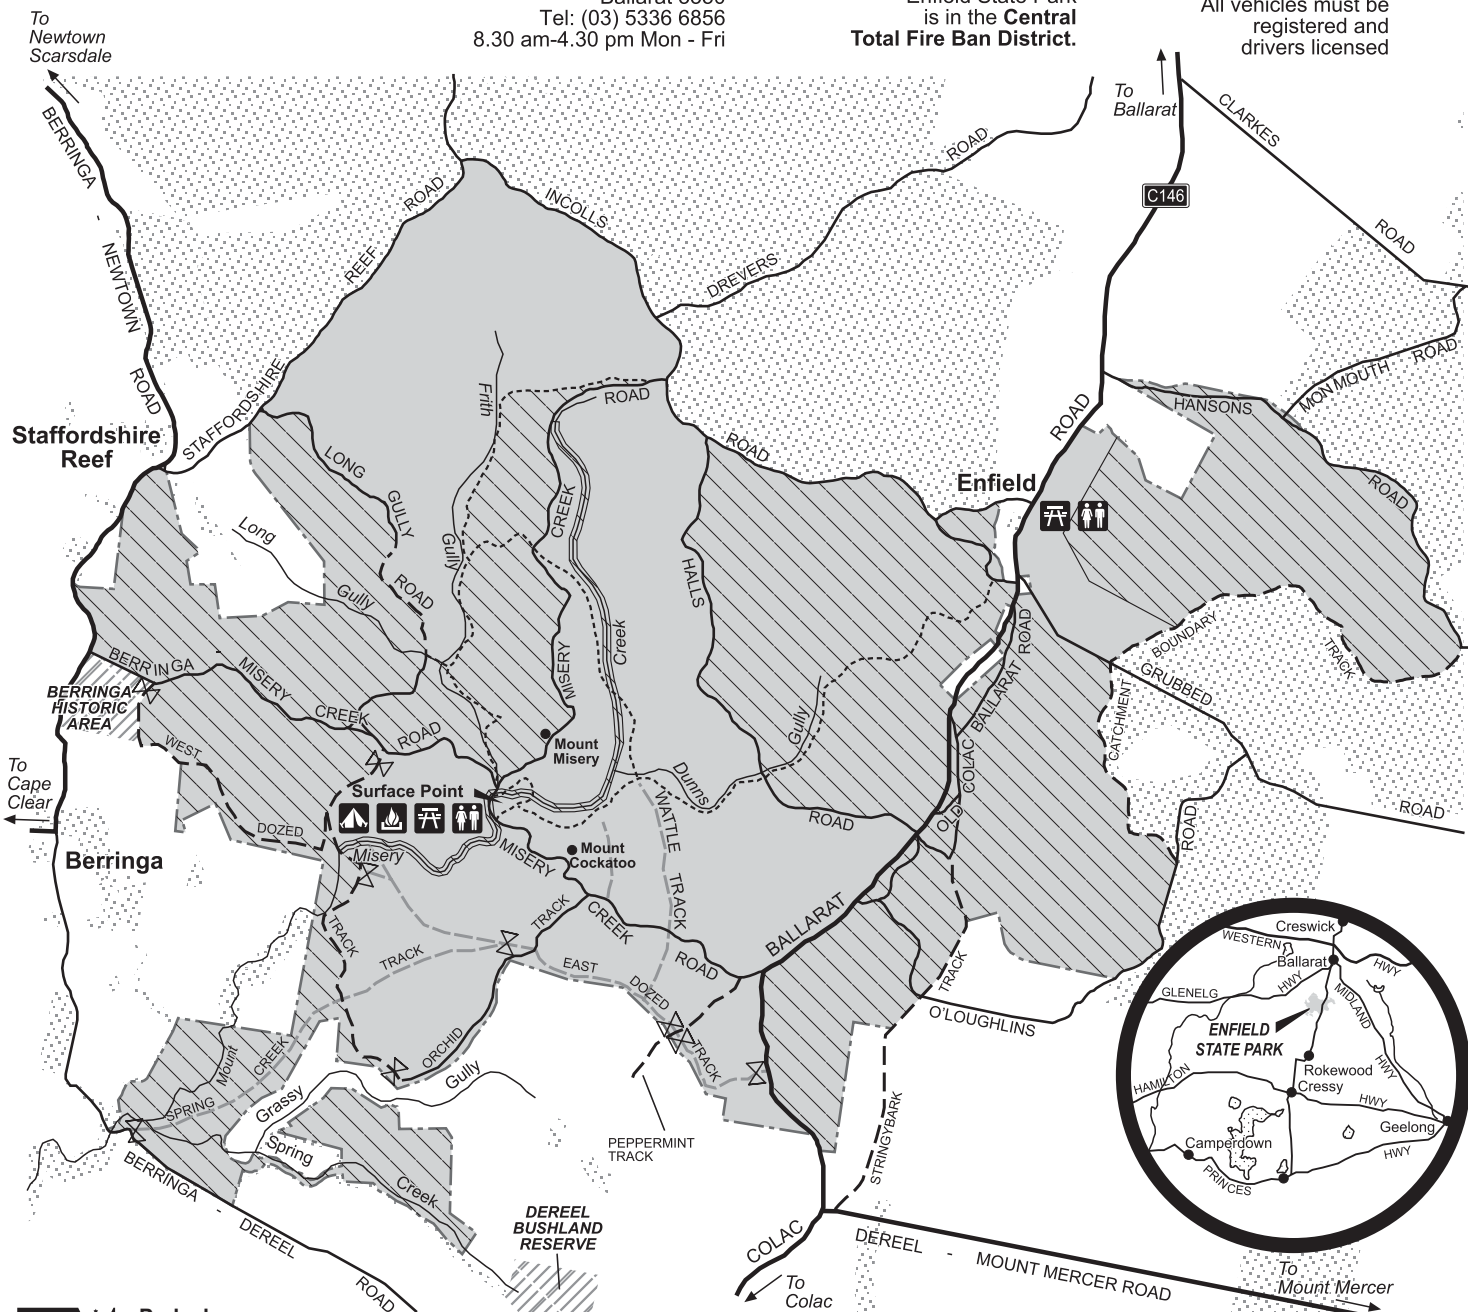 To
Newtown
Scarsdale
Ballarat 3350
Tel: (03) 5336 6856
8.30 am-4.30 pm Mon - Fri
Enfield State Park
is in the Central
Total Fire Ban District.
All vehicles must be
registered and
drivers licensed
To
Ballarat
CLARKES
ROAD
C146
BERRINGA - NEWTOWN ROAD
STAFFORDSHIRE REEF ROAD
INCOLLS
ROAD
DREVERS
ROAD
MONMOUTH ROAD
HANSONS
ROAD
Staffordshire
Reef
Enfield
ROAD
LONG GULLY ROAD
Long Gully
Frith Gully
ROAD
CREEK
MISERY
Creek
HALLS
ROAD
BOUNDARY
TRACK
GRUBBED
ROAD
CATCHMENT
ROAD
OLD COLAC BALLARAT ROAD
BERRINGA - MISERY CREEK ROAD
BERRINGA
HISTORIC
AREA
WEST
DOZED
TRACK
To
Cape
Clear
Berringa
Mount
Misery
Surface Point
Misery
Mount
Cockatoo
Dunns Gully
WATTLE TRACK
MISERY CREEK ROAD
TRACK
ORCHID
TRACK
EAST
DOZED
TRACK
BALLARAT
O'LOUGHLINS
TRACK
STRINGYBARK
Mount
SPRING
CREEK
Grassy
Gully
Spring
Creek
PEPPERMINT
TRACK
DEREEL
BUSHLAND
RESERVE
BERRINGA - DEREEL ROAD
COLAC
To
Colac
DEREEL - MOUNT MERCER ROAD
To
Mount Mercer
Creswick
WESTERN
HWY
Ballarat
GLENELG
HWY
MIDLAND
HWY
ENFIELD
STATE PARK
Rokewood
HAMILTON
Cressy
HWY
Geelong
Camperdown
HWY
PRINCES